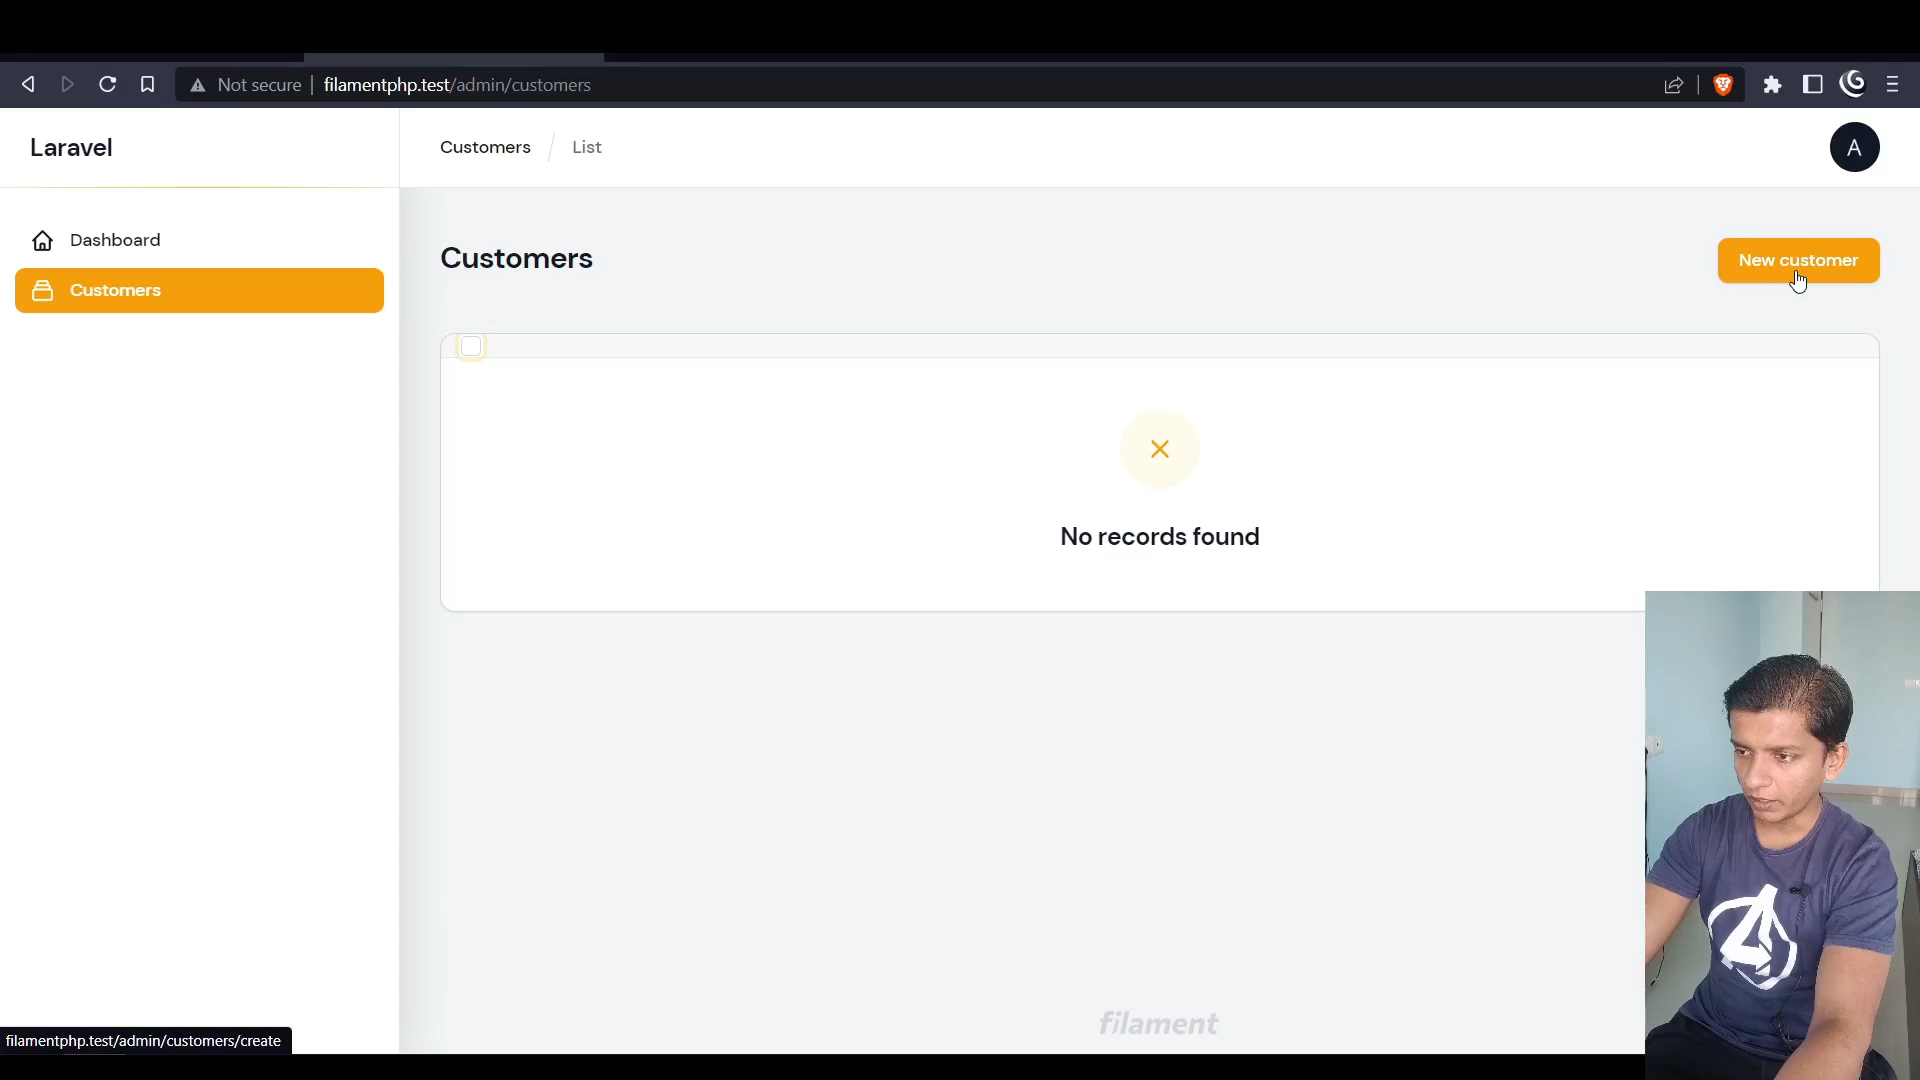 Not secure | filamentphp.test/admin/customers
Laravel
Customers / List
A
Dashboard
Customers
Customers
New customer
No records found
filament
filamentphp.test/admin/customers/create